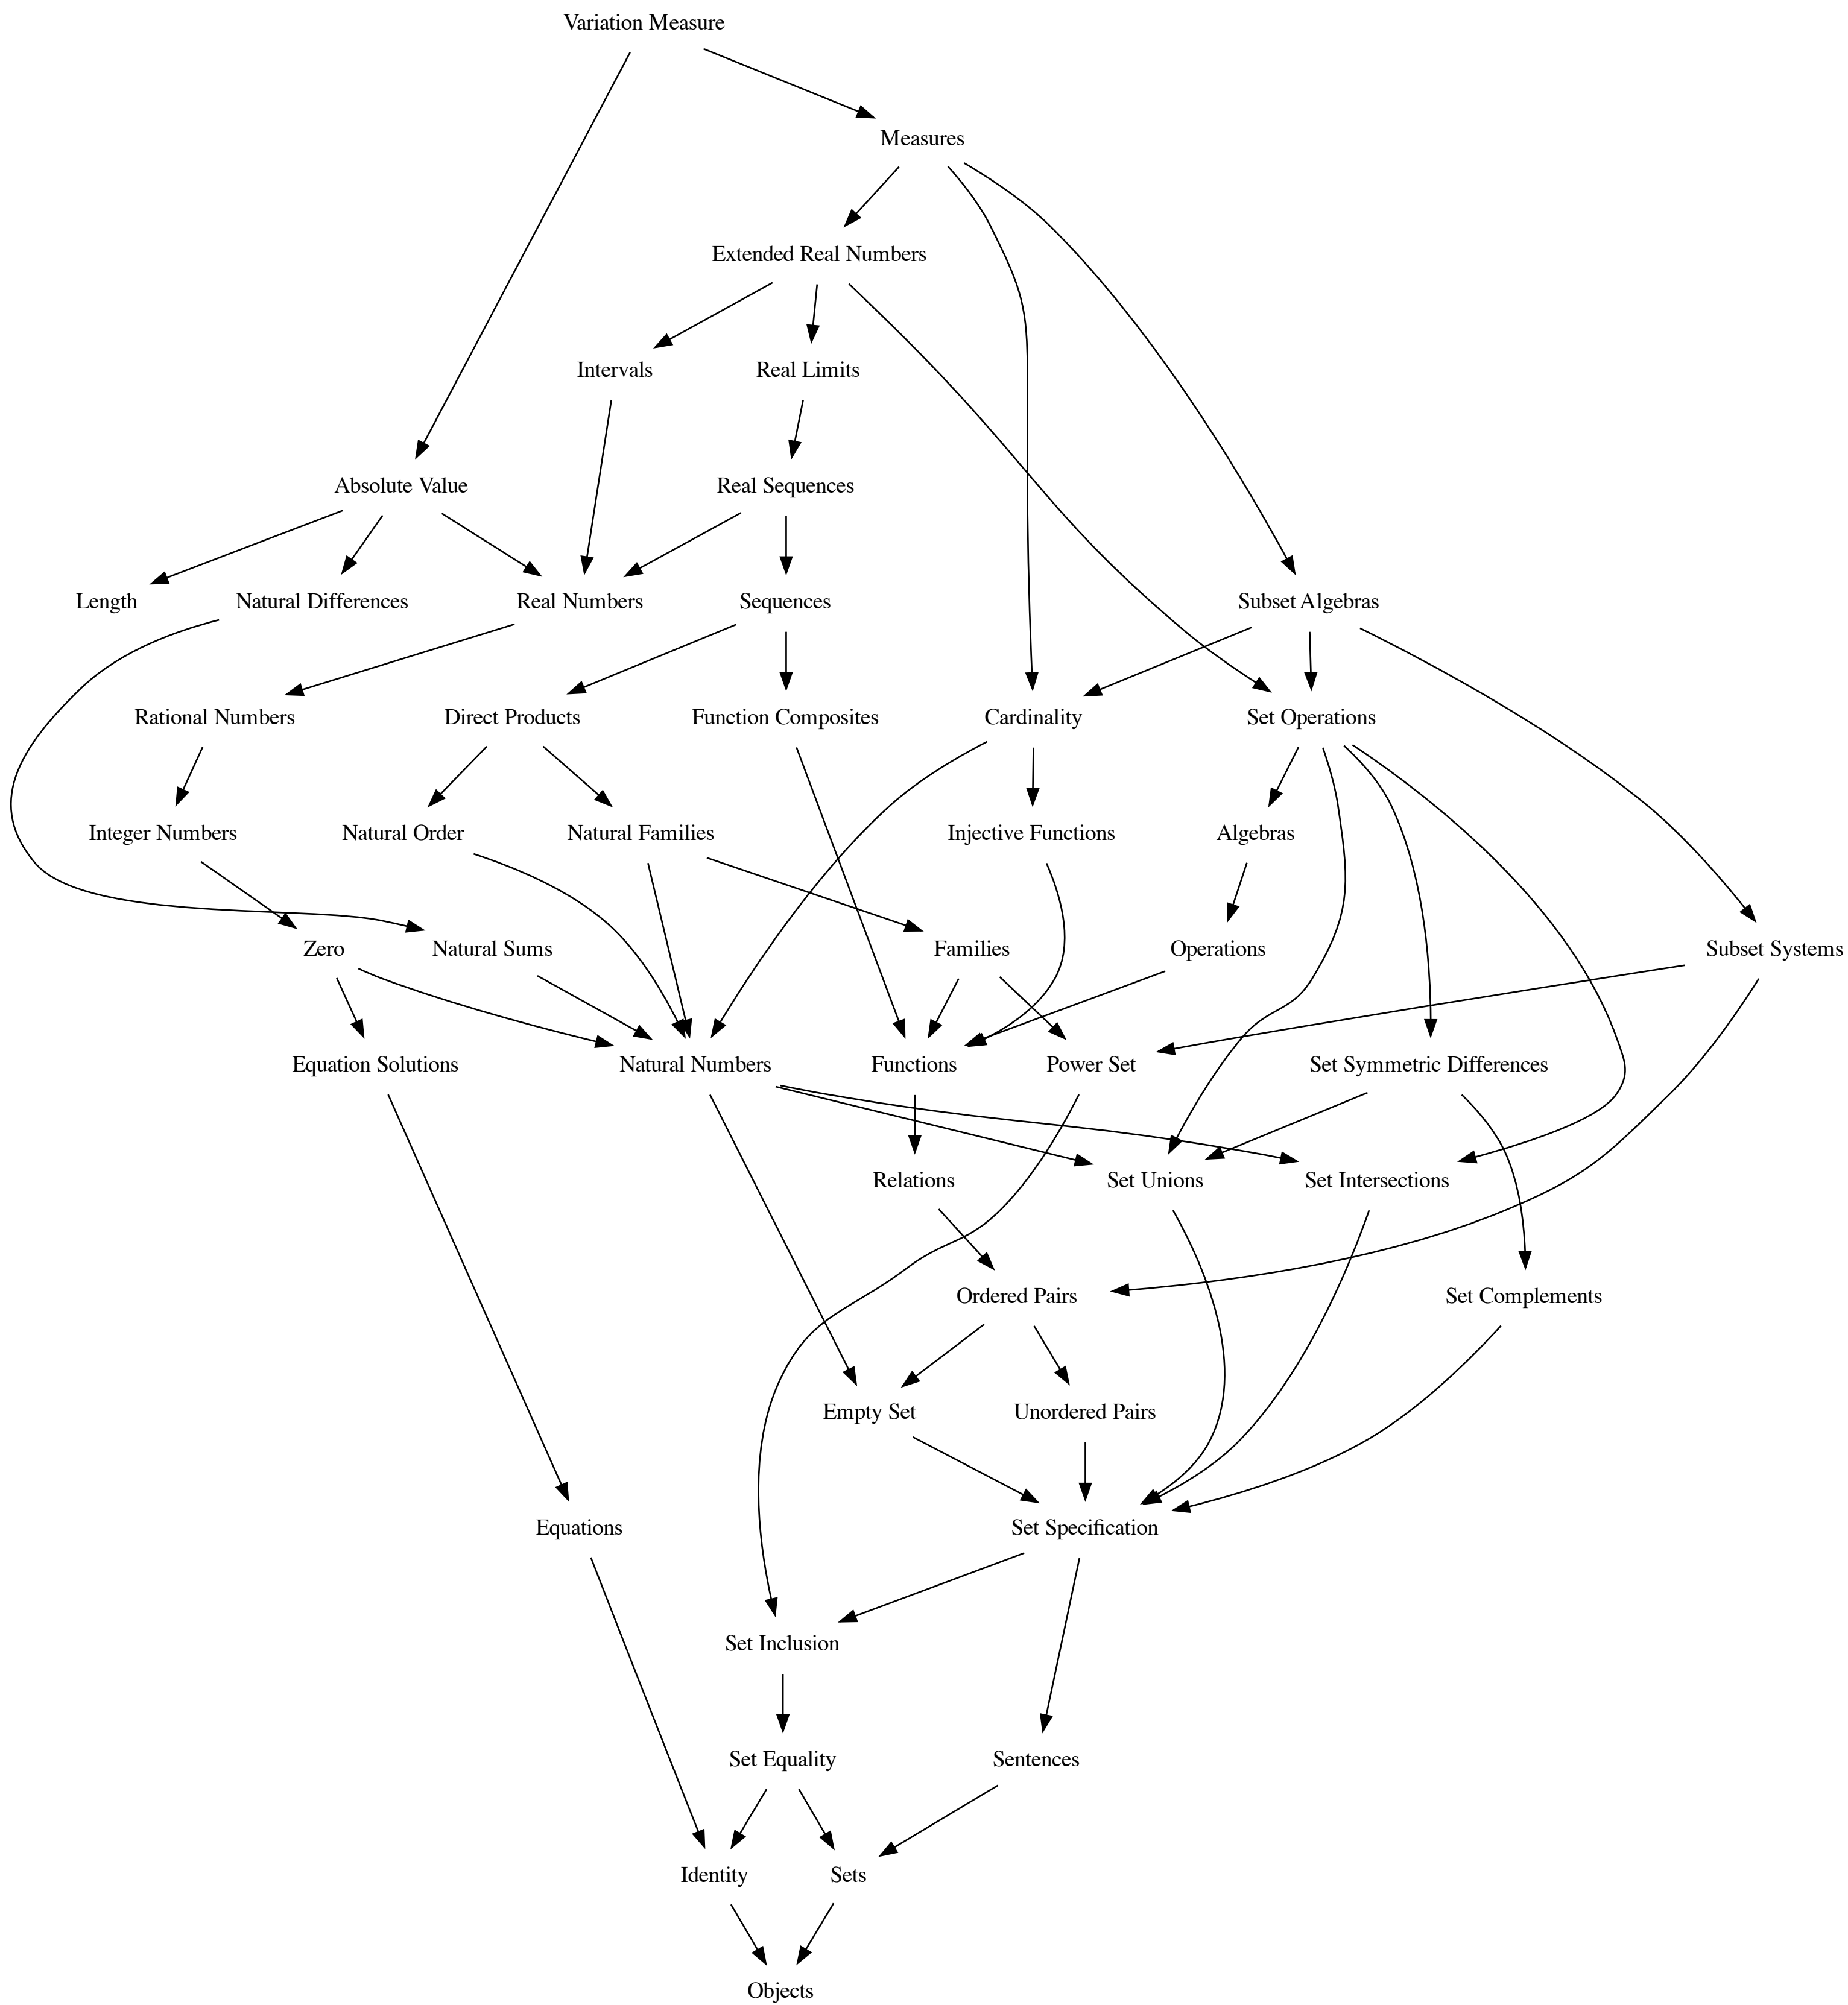 Variation Measure
Measures
Extended Real Numbers
Intervals
Real Limits
Absolute Value
Real Sequences
Length
Natural Differences
Real Numbers
Sequences
Subset Algebras
Rational Numbers
Direct Products
Function Composites
Cardinality
Set Operations
Integer Numbers
Natural Order
Natural Families
Injective Functions
Algebras
Zero
Natural Sums
Families
Operations
Subset Systems
Equation Solutions
Natural Numbers
Functions
Power Set
Set Symmetric Differences
Relations
Set Unions
Set Intersections
Ordered Pairs
Set Complements
Empty Set
Unordered Pairs
Equations
Set Specification
Set Inclusion
Set Equality
Sentences
Identity
Sets
Objects